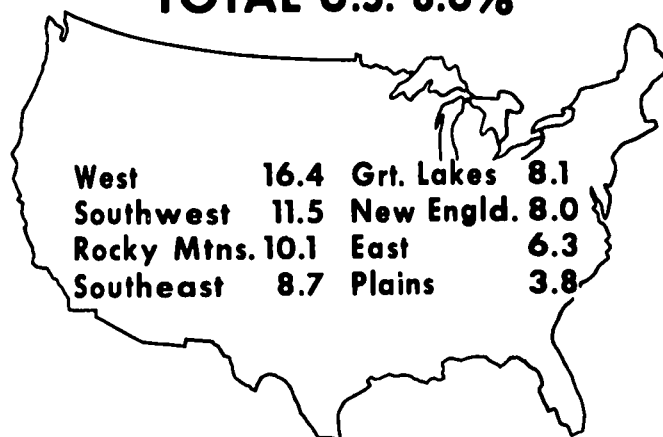 TOTAL U.S.
West 16.4 Grt. Lakes 8.1
Southwest 11.5 New Engld. 8.0
Rocky Mtns. 10.1 East 6.3
Southeast 8.7 Plains 3.8